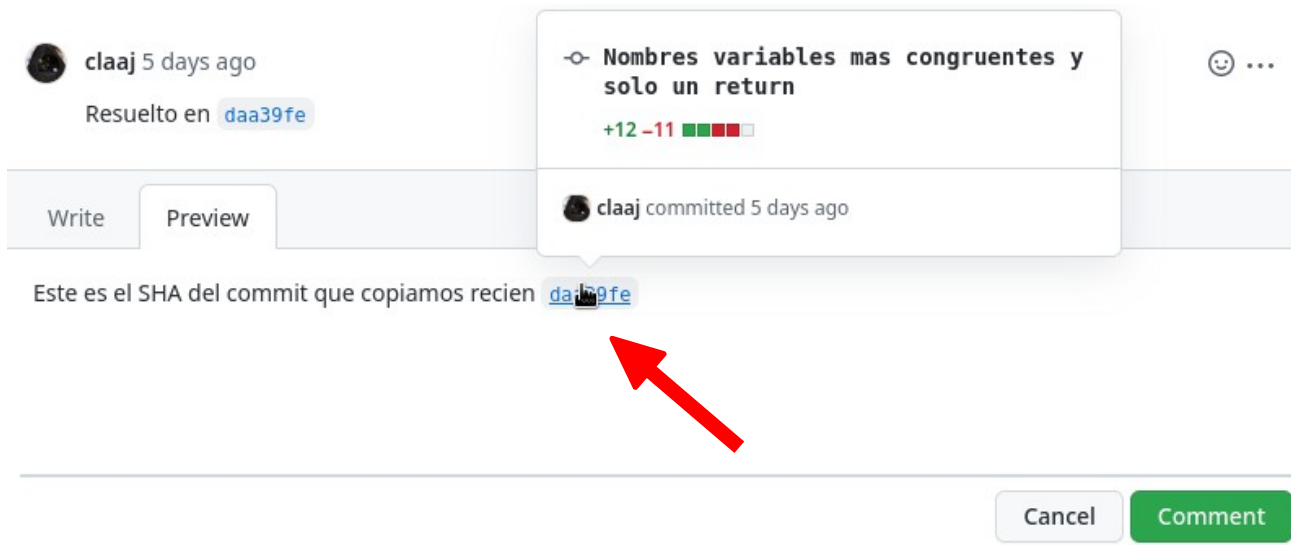 claaj 5 days ago
Resuelto en daa39fe
Nombres variables mas congruentes y
solo un return
+12 −11
claaj committed 5 days ago
Write
Preview
Este es el SHA del commit que copiamos recien daa39fe
Cancel
Comment